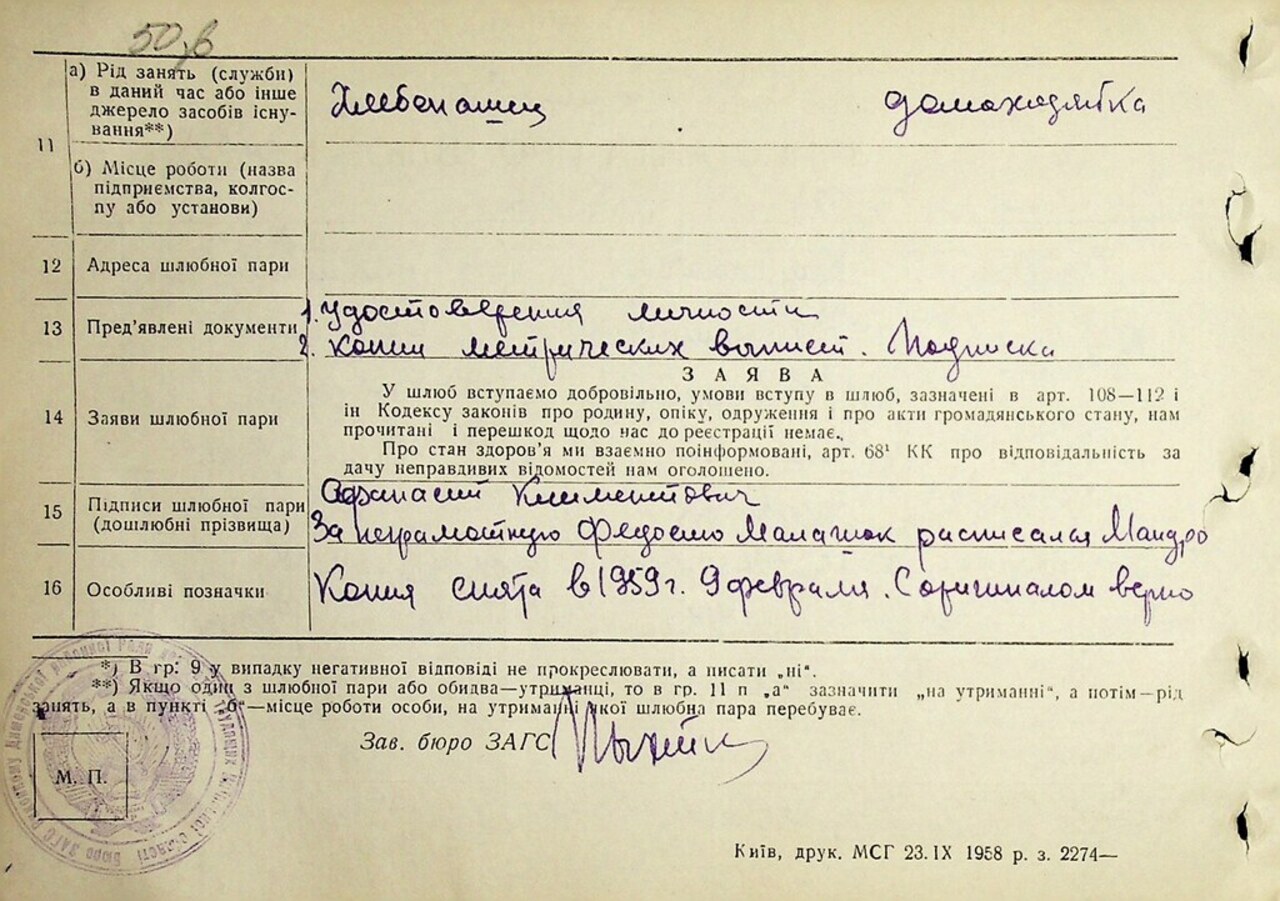 50,в
11
а) Рід занять (служби)
в даний час або інше
джерело засобів існу-
вання**)
Хлебопашец
домохозяйка
б) Місце роботи (назва
підприємства, колгос-
пу або установи)
12 Адреса шлюбної пари
13 Пред’явлені документи
1. Удостоверения личности
2. копии метрических выписей. Подписка
14 Заяви шлюбної пари
ЗАЯВА
У шлюб вступаємо добровільно, умови вступу в шлюб, зазначені в арт. 108—112 і
ін Кодексу законів про родину, опіку, одруження і про акти громадянського стану, нам
прочитані і перешкод щодо нас до реєстрації немає.
Про стан здоров’я ми взаємно поінформовані, арт. 68¹ КК про відповідальність за
дачу неправдивих відомостей нам оголошено.
15 Підписи шлюбної пари
(дошлюбні прізвища)
Афанасий Климентович
За неграмотную Федосию Малашок расписался
16 Особливі позначки
Копия снята в 1959 г. 9 февраля. С оригиналом верно
*) В гр. 9 у випадку негативної відповіді не прокреслювати, а писати „ні“.
**) Якщо один з шлюбної пари або обидва—утриманці, то в гр. 11 п „а“ зазначити „на утриманні“, а потім—рід
занять, а в пункті „б“—місце роботи особи, на утриманні якої шлюбна пара перебуває.
Зав. бюро ЗАГС
М. П.
Київ, друк. МСГ 23.IX 1958 р. з. 2274—